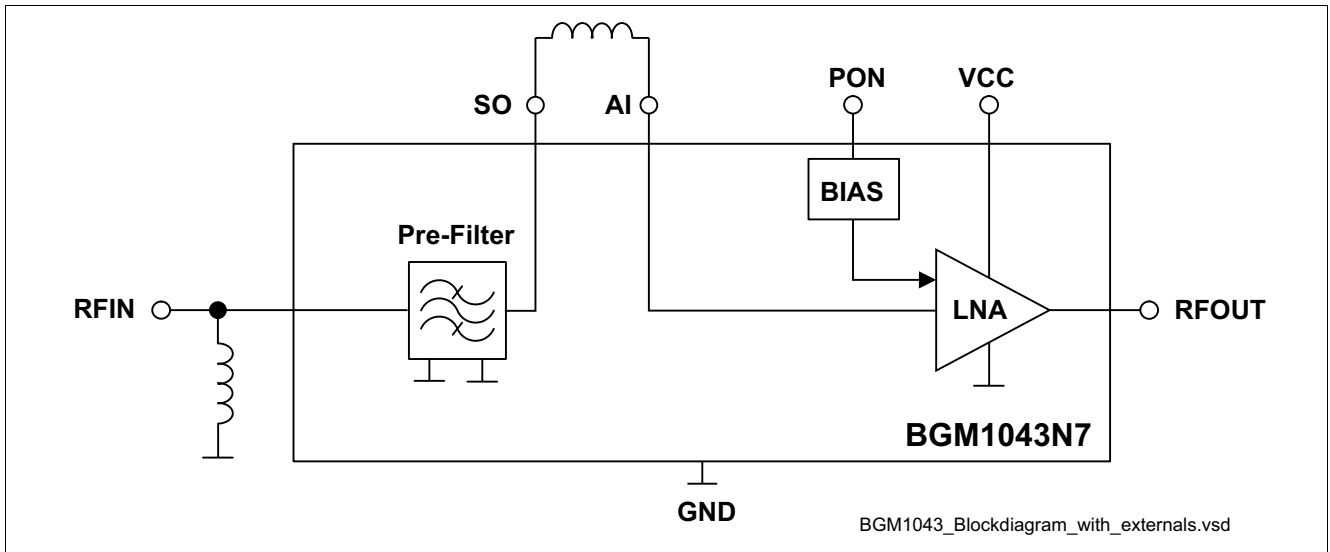 SO
AI
PON
VCC
BIAS
Pre-Filter
RFIN
LNA
RFOUT
BGM1043N7
GND
BGM1043_Blockdiagram_with_externals.vsd